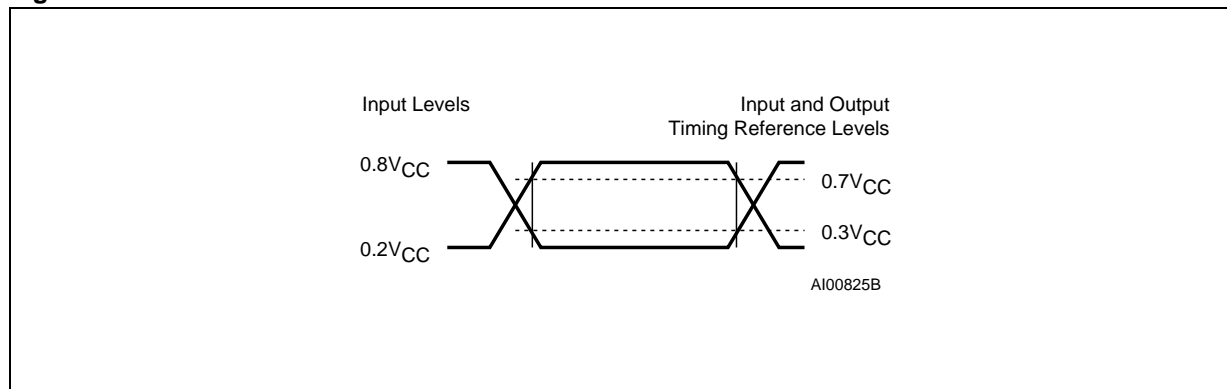 Input Levels
Input and Output
Timing Reference Levels
0.8VCC
0.7VCC
0.3VCC
0.2VCC
AI00825B